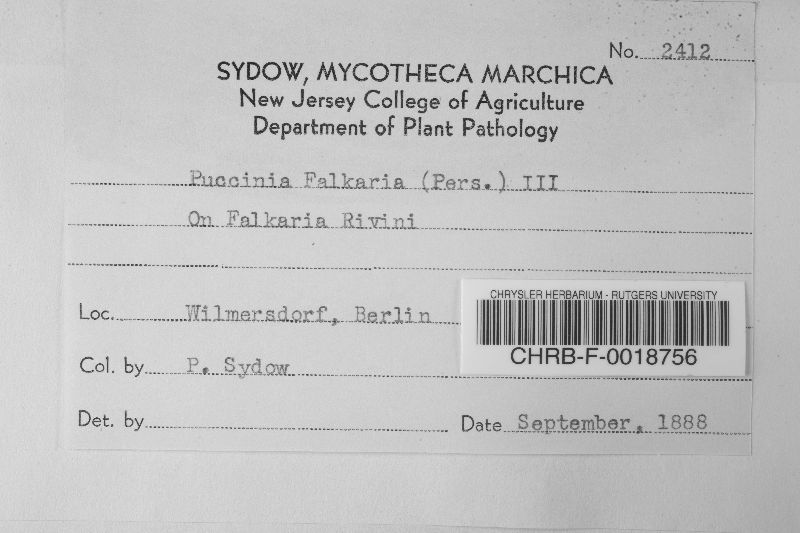 No. 2412
SYDOW, MYCOTHECA MARCHICA
New Jersey College of Agriculture
Department of Plant Pathology
Puccinia Falkaria (Pers.) III
On Falkaria Rivini
Loc. Wilmersdorf, Berlin
CHRYSLER HERBARIUM - RUTGERS UNIVERSITY
CHRB-F-0018756
Col. by P. Sydow
Det. by
Date September, 1888